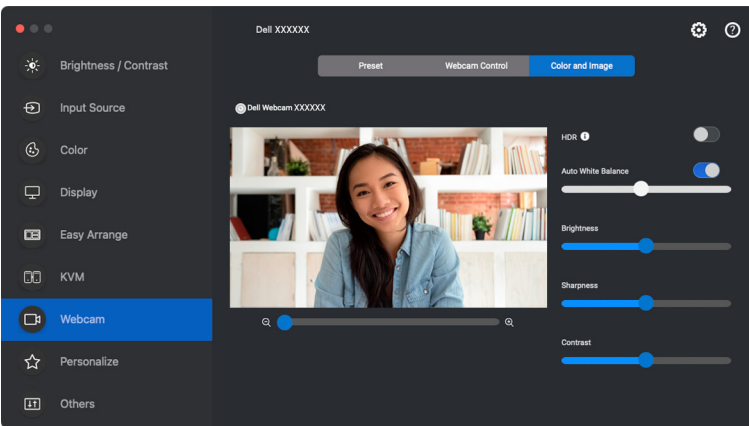 Dell XXXXXX
Brightness / Contrast
Input Source
Color
Display
Easy Arrange
KVM
Webcam
Personalize
Others
Preset
Webcam Control
Color and Image
Dell Webcam XXXXXX
HDR
Auto White Balance
Brightness
Sharpness
Contrast